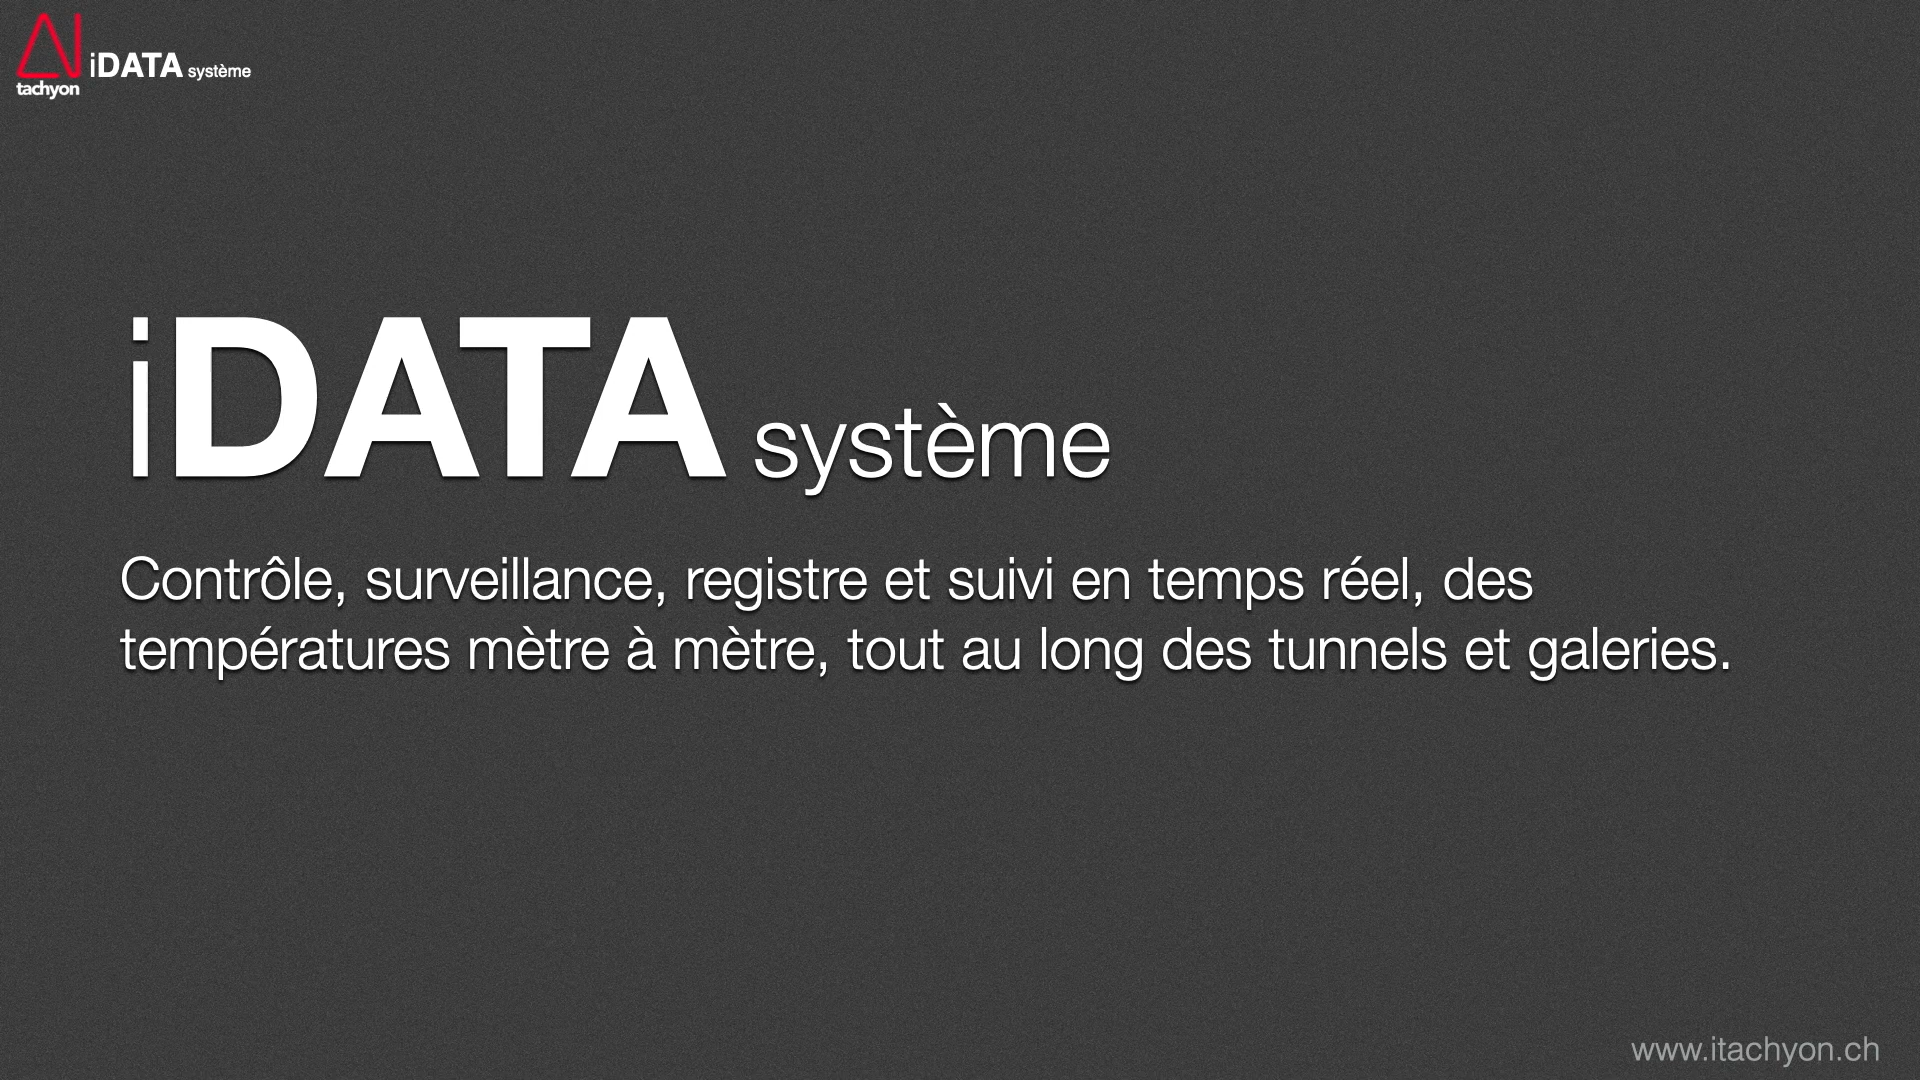 tachyon
iDATA système
iDATA système
Contrôle, surveillance, registre et suivi en temps réel, des
températures mètre à mètre, tout au long des tunnels et galeries.
www.itachyon.ch